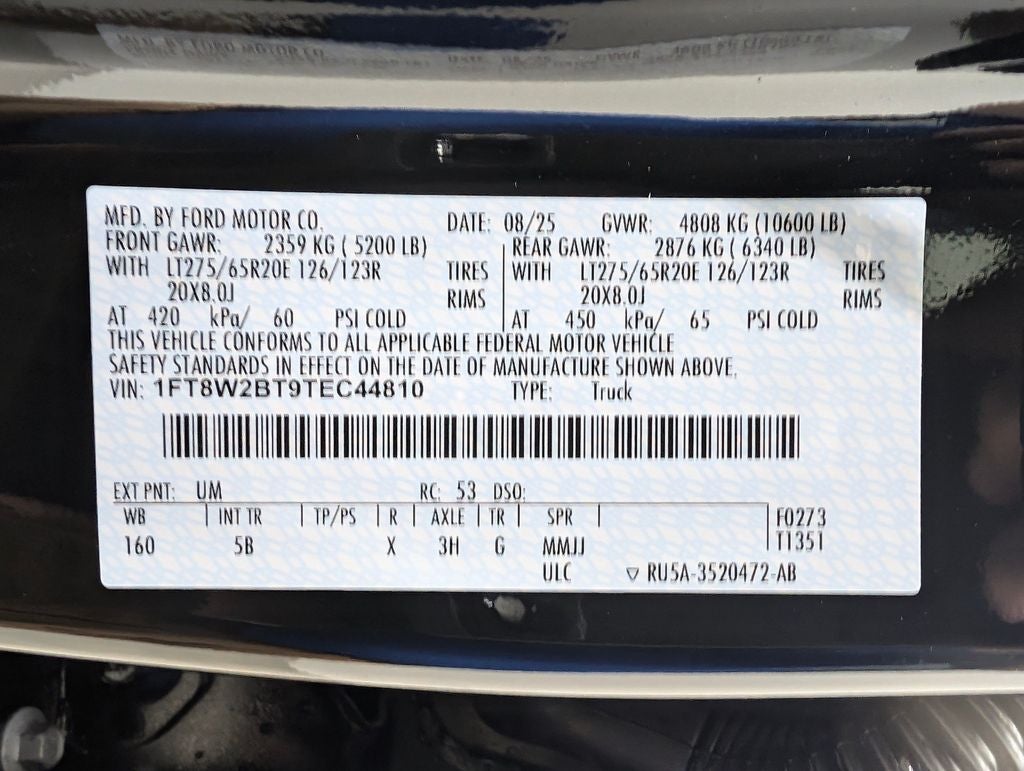 MFD. BY FORD MOTOR CO. DATE: 08/25 GVWR: 4808 KG (10600 LB)
FRONT GAWR: 2359 KG ( 5200 LB) REAR GAWR: 2876 KG ( 6340 LB)
WITH LT275/65R20E 126/123R TIRES WITH LT275/65R20E 126/123R TIRES
20X8.0J RIMS 20X8.0J RIMS
AT 420 kPa/ 60 PSI COLD AT 450 kPa/ 65 PSI COLD
THIS VEHICLE CONFORMS TO ALL APPLICABLE FEDERAL MOTOR VEHICLE
SAFETY STANDARDS IN EFFECT ON THE DATE OF MANUFACTURE SHOWN ABOVE.
VIN: 1FT8W2BT9TEC44810 TYPE: Truck
EXT PNT: UM RC: 53 DSO:
WB | INT TR | TP/PS | R | AXLE | TR | SPR | F0273
160 5B X 3H G MMJJ T1351
ULC ▽ RU5A-3520472-AB